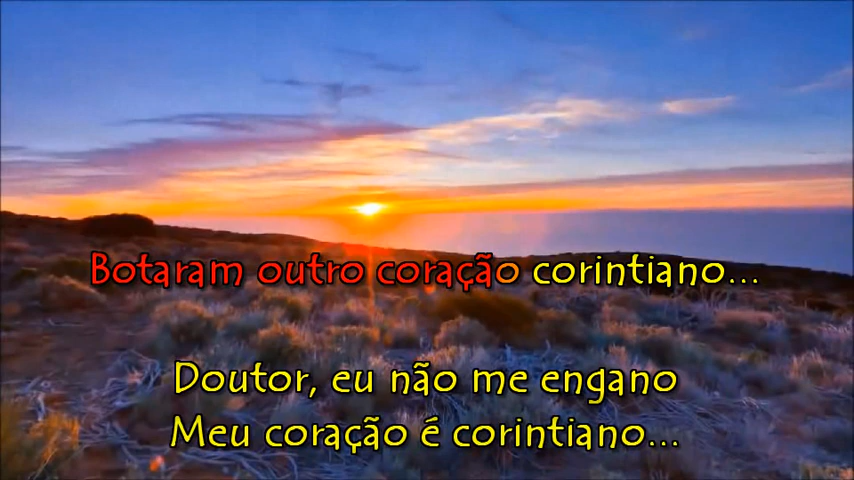 Botaram outro coração corintiano...
Doutor, eu não me engano
Meu coração é corintiano...